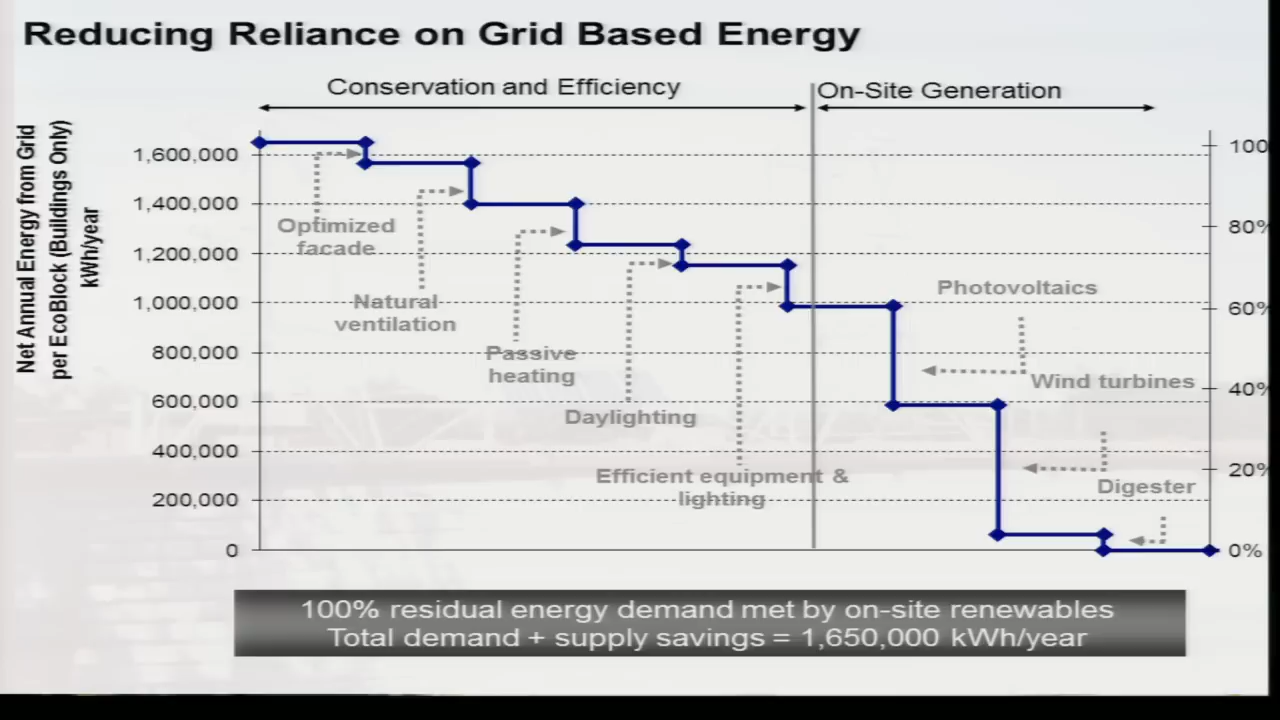 Reducing Reliance on Grid Based Energy
Conservation and Efficiency
On-Site Generation
Net Annual Energy from Grid
per EcoBlock (Buildings Only)
kWh/year
1,600,000
1,400,000
1,200,000
1,000,000
800,000
600,000
400,000
200,000
0
Optimized
facade
Natural
ventilation
Passive
heating
Daylighting
Efficient equipment &
lighting
Photovoltaics
Wind turbines
Digester
100
80%
60%
40%
20%
0%
100% residual energy demand met by on-site renewables
Total demand + supply savings = 1,650,000 kWh/year